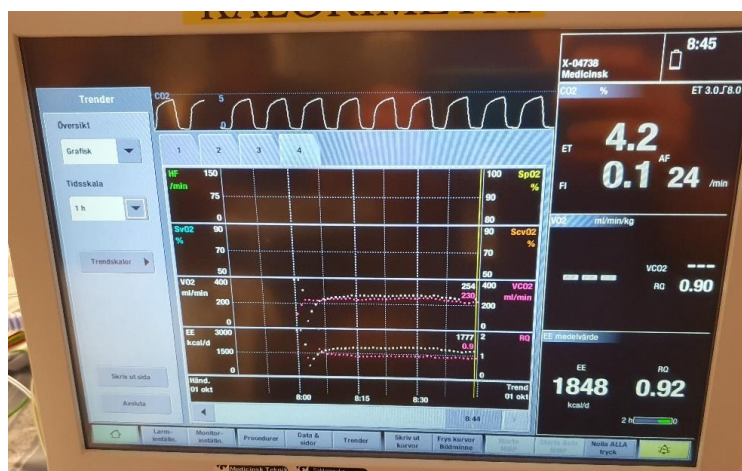 KALORIMETRI
8:45
X-04738
Medicinsk
Trender
Översikt
Grafisk
Tidsskala
1 h
Trendskalor
Skriv ut sida
Avsluta
CO2
5
0
1 2 3 4
HF 150 100 SpO2
/min %
75 90
0 80
SvO2 90 90 ScvO2
% %
70 70
50 50
VO2 400 254 400 VCO2
ml/min 230 ml/min
200 200
0 0
EE 3000 1777 2 RQ
kcal/d 0.9
1500 1
0 0
Händ. Trend
01 okt 8:00 8:15 8:30 01 okt
8:44
CO2 % ET 3.0 8.0
ET 4.2
AF
FI 0.1 24 /min
VO2 ml/min/kg
--- VCO2 ---
RQ 0.90
EE medelvärde
EE RQ
1848 0.92
kcal/d
2 h 0
Larm-inställn.
Monitor-inställn.
Procedurer
Data & sidor
Trender
Skriv ut kurvor
Frys kurvor Bildminne
Nolla ALLA tryck
Medicinsk Teknik